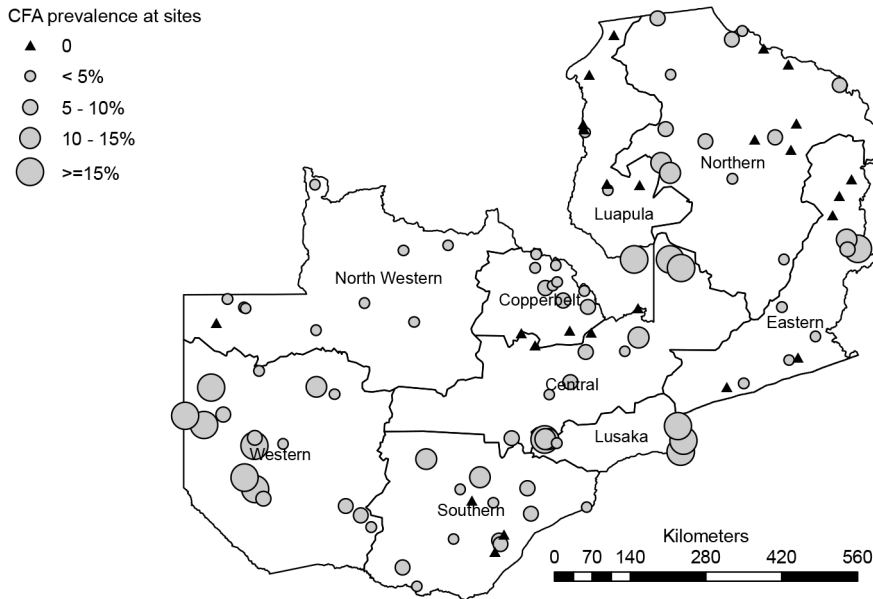 CFA prevalence at sites
0
< 5%
5 - 10%
10 - 15%
>=15%
Northern
Luapula
North Western
Copperbelt
Eastern
Central
Lusaka
Western
Southern
Kilometers
0 70 140 280 420 560